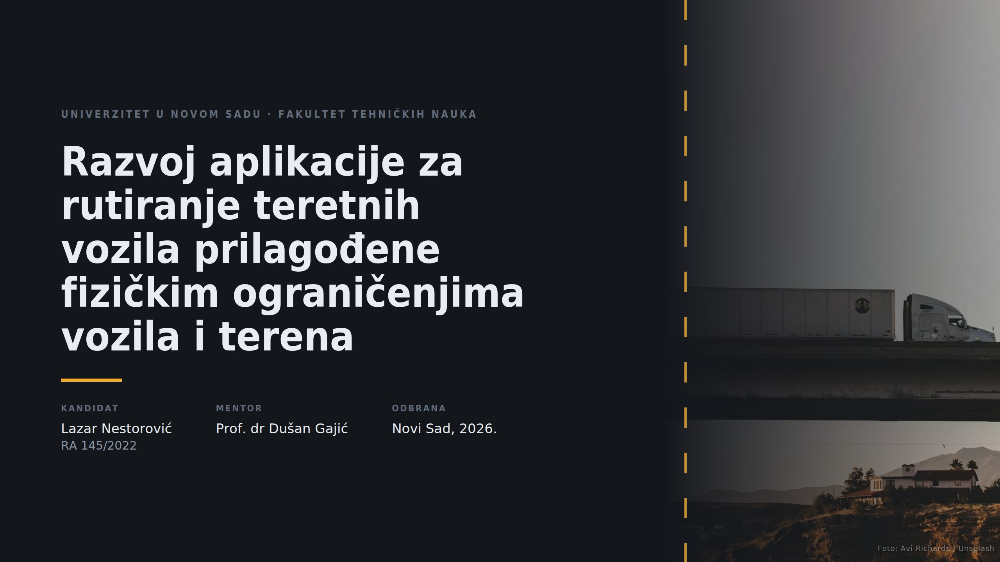 UNIVERZITET U NOVOM SADU · FAKULTET TEHNIČKIH NAUKA
Razvoj aplikacije za
rutiranje teretnih
vozila prilagođene
fizičkim ograničenjima
vozila i terena
KANDIDAT
Lazar Nestorović
RA 145/2022
MENTOR
Prof. dr Dušan Gajić
ODBRANA
Novi Sad, 2026.
Foto: Avi Richards / Unsplash